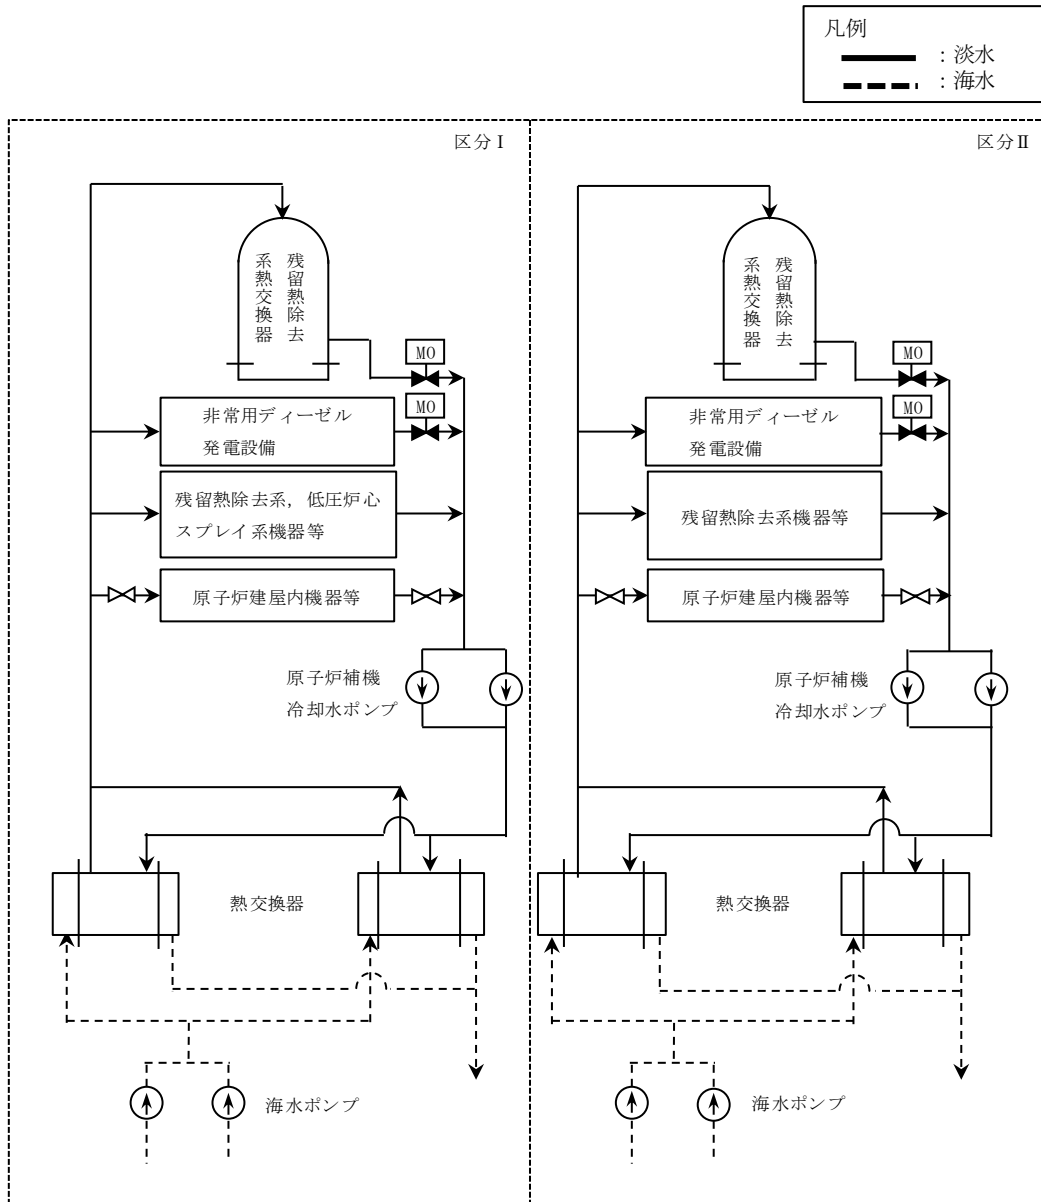 凡例
：淡水
：海水
区分Ⅰ
残留熱除去
系熱交換器
MO
MO
非常用ディーゼル
発電設備
残留熱除去系，低圧炉心
スプレイ系機器等
原子炉建屋内機器等
原子炉補機
冷却水ポンプ
熱交換器
海水ポンプ
区分Ⅱ
残留熱除去
系熱交換器
MO
MO
非常用ディーゼル
発電設備
残留熱除去系機器等
原子炉建屋内機器等
原子炉補機
冷却水ポンプ
熱交換器
海水ポンプ